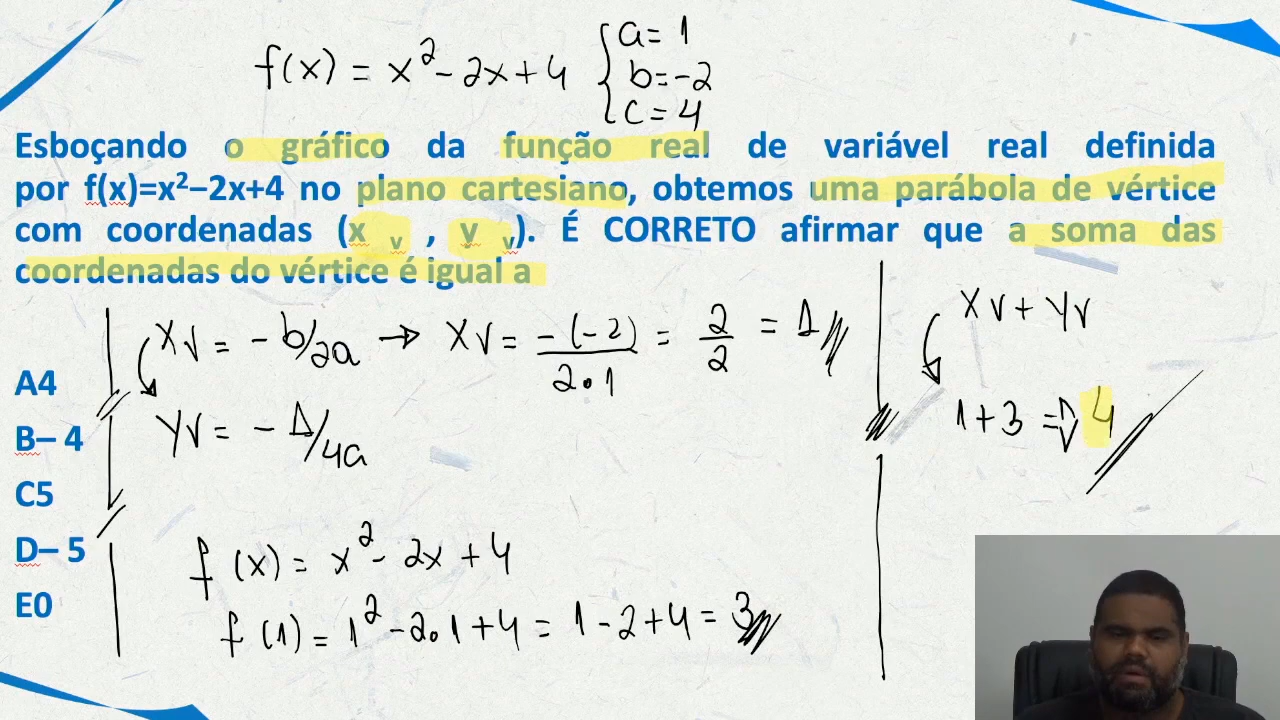 f(x) = x² - 2x + 4 { a = 1
b = -2
c = 4
Esboçando o gráfico da função real de variável real definida
por f(x)=x²–2x+4 no plano cartesiano, obtemos uma parábola de vértice
com coordenadas (x v , y v). É CORRETO afirmar que a soma das
coordenadas do vértice é igual a
A4
B– 4
C5
D– 5
E0
Xv = - b/2a → Xv = -(-2)/2•1 = 2/2 = 1
Yv = - Δ/4a
f(x) = x² - 2x + 4
f(1) = 1² - 2•1 + 4 = 1 - 2 + 4 = 3
Xv + Yv
1 + 3 ⇒ 4